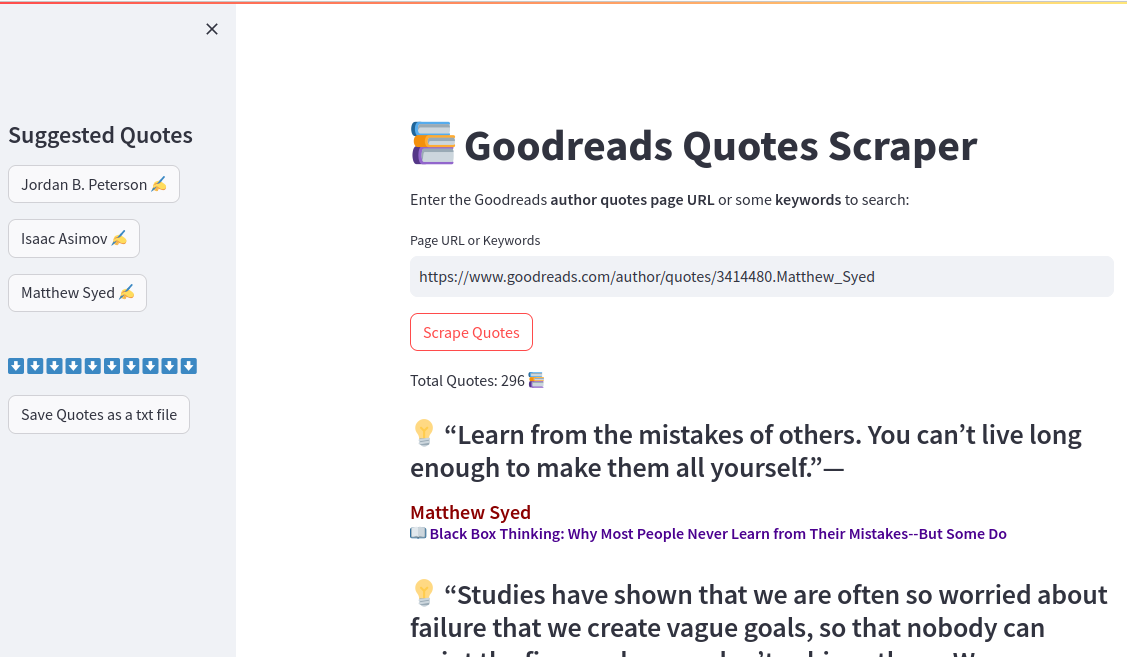 Suggested Quotes
Jordan B. Peterson ✍️
Isaac Asimov ✍️
Matthew Syed ✍️
⬇️⬇️⬇️⬇️⬇️⬇️⬇️⬇️⬇️⬇️
Save Quotes as a txt file
📚 Goodreads Quotes Scraper
Enter the Goodreads author quotes page URL or some keywords to search:
Page URL or Keywords
https://www.goodreads.com/author/quotes/3414480.Matthew_Syed
Scrape Quotes
Total Quotes: 296 📚
💡 “Learn from the mistakes of others. You can’t live long
enough to make them all yourself.”―
Matthew Syed
📖 Black Box Thinking: Why Most People Never Learn from Their Mistakes--But Some Do
💡 “Studies have shown that we are often so worried about
failure that we create vague goals, so that nobody can